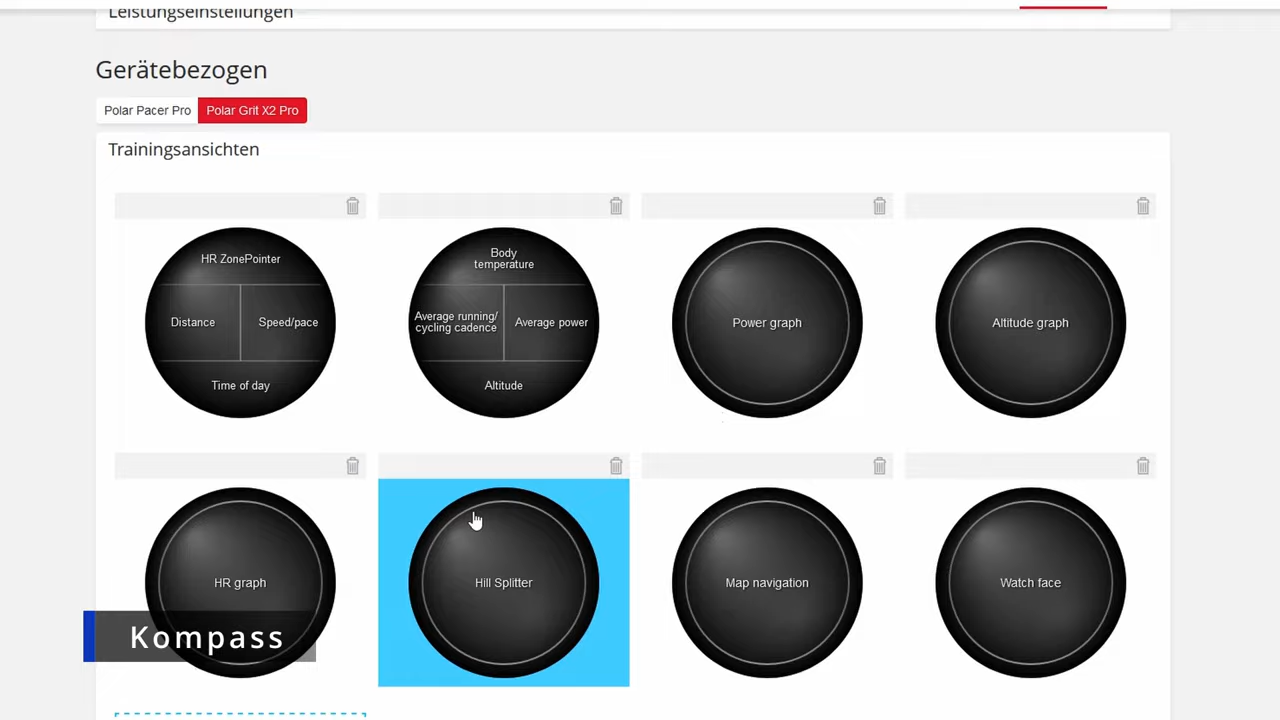 Leistungseinstellungen
Gerätebezogen
Polar Pacer Pro
Polar Grit X2 Pro
Trainingsansichten
HR ZonePointer
Distance
Speed/pace
Time of day
Body
temperature
Average running/
cycling cadence
Average power
Altitude
Power graph
Altitude graph
HR graph
Hill Splitter
Map navigation
Watch face
Kompass